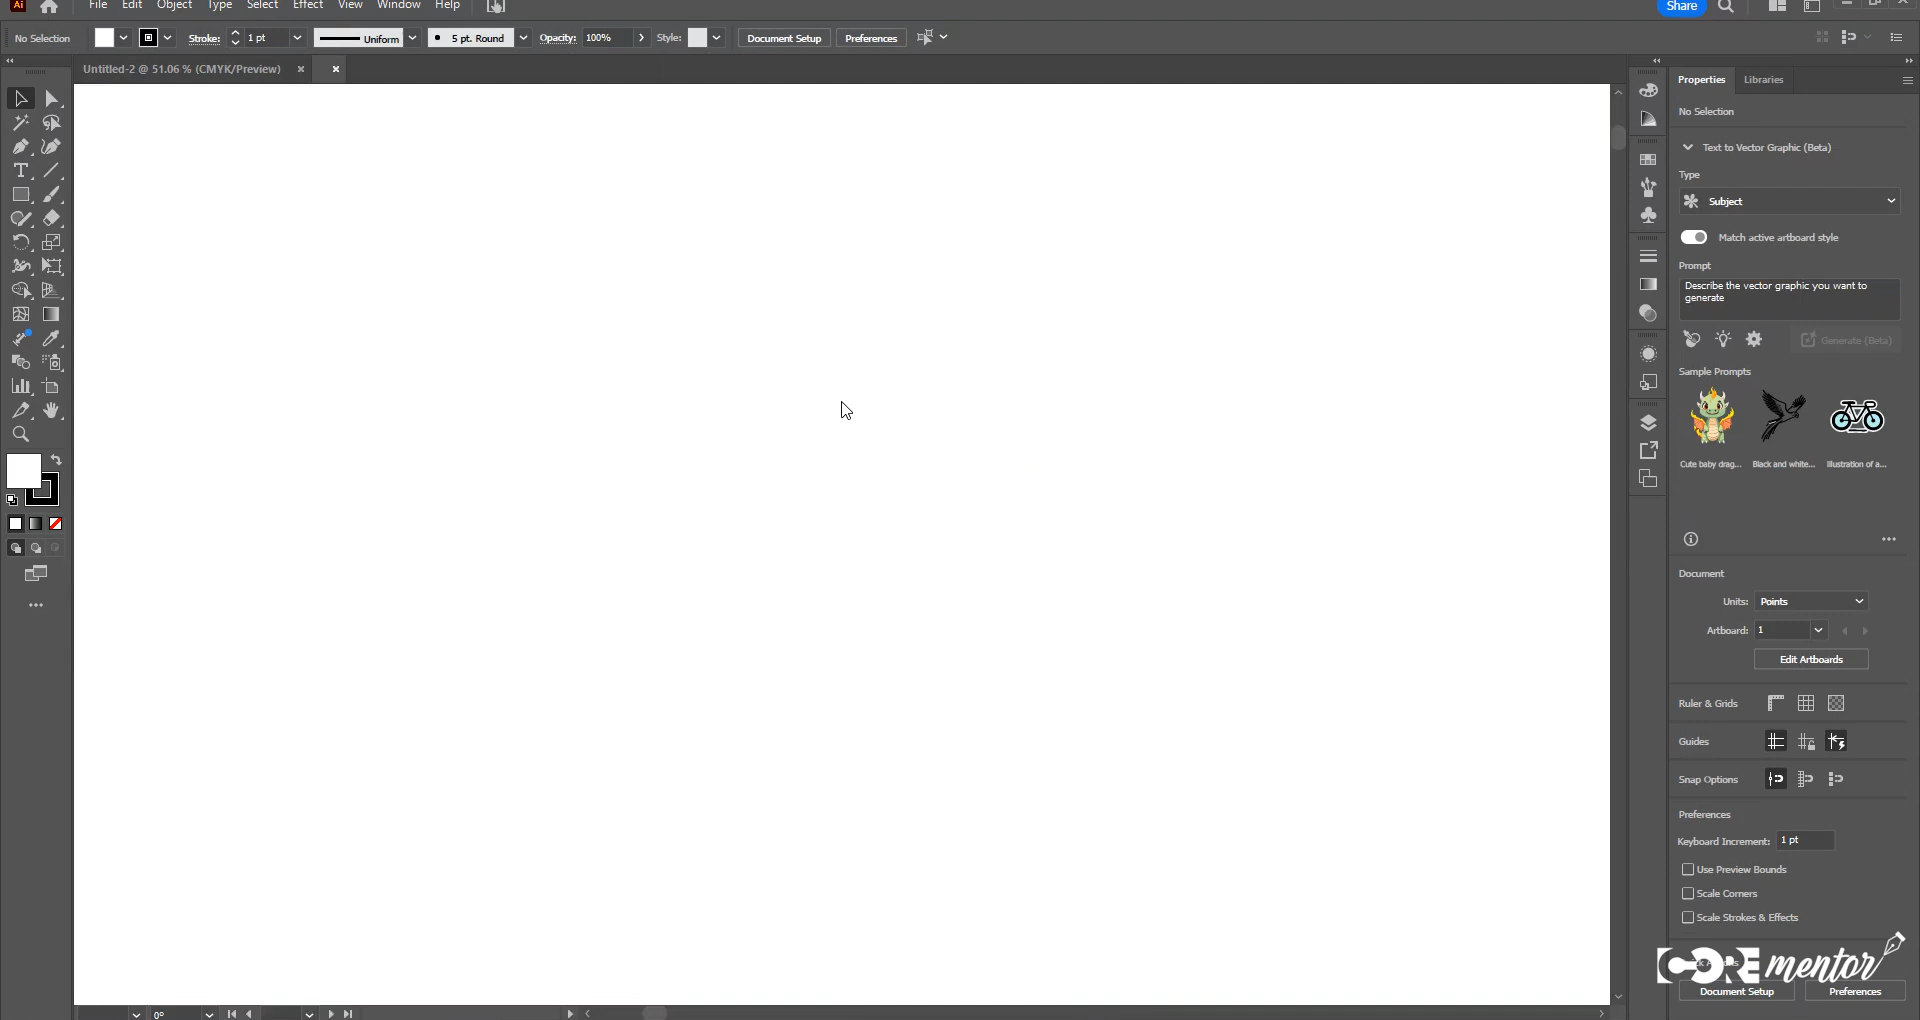 Ai File Edit Object Type Select Effect View Window Help Share
No Selection Stroke: 1 pt Uniform 5 pt. Round Opacity: 100% Style: Document Setup Preferences
Untitled-2 @ 51.06 % (CMYK/Preview)
Properties Libraries
No Selection
Text to Vector Graphic (Beta)
Type
Subject
Match active artboard style
Prompt
Describe the vector graphic you want to
generate
Generate (Beta)
Sample Prompts
Cute baby drag... Black and white... Illustration of a...
Document
Units: Points
Artboard: 1
Edit Artboards
Ruler & Grids
Guides
Snap Options
Preferences
Keyboard Increment: 1 pt
Use Preview Bounds
Scale Corners
Scale Strokes & Effects
CORE mentor
Document Setup Preferences
0°